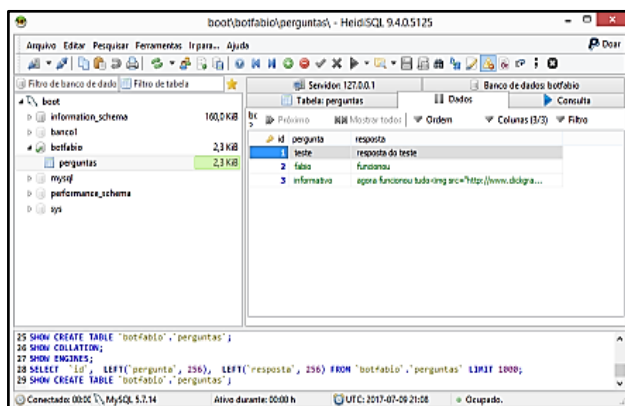 boot\botfabio\perguntas\ - HeidiSQL 9.4.0.5125
Arquivo Editar Pesquisar Ferramentas Ir para... Ajuda
Doar
Filtro de banco de dado Filtro de tabela
Servidor: 127.0.0.1 Banco de dados: botfabio
Tabela: perguntas Dados Consulta
boot
information_schema 160,0 KiB
banco1
botfabio 2,3 KiB
perguntas 2,3 KiB
mysql
performance_schema
sys
Próximo Mostrar todos Ordem Colunas (3/3) Filtro
id pergunta resposta
1 teste resposta do teste
2 fabio funcionou
3 informativo agora funcionou tudo<img src="http://www.clickgra...
25 SHOW CREATE TABLE `botfabio`.`perguntas`;
26 SHOW COLLATION;
27 SHOW ENGINES;
28 SELECT `id`, LEFT(`pergunta`, 256), LEFT(`resposta`, 256) FROM `botfabio`.`perguntas` LIMIT 1000;
29 SHOW CREATE TABLE `botfabio`.`perguntas`;
Conectado: 00:00 MySQL 5.7.14 Ativo durante: 00:00 h UTC: 2017-07-09 21:08 Ocupado.